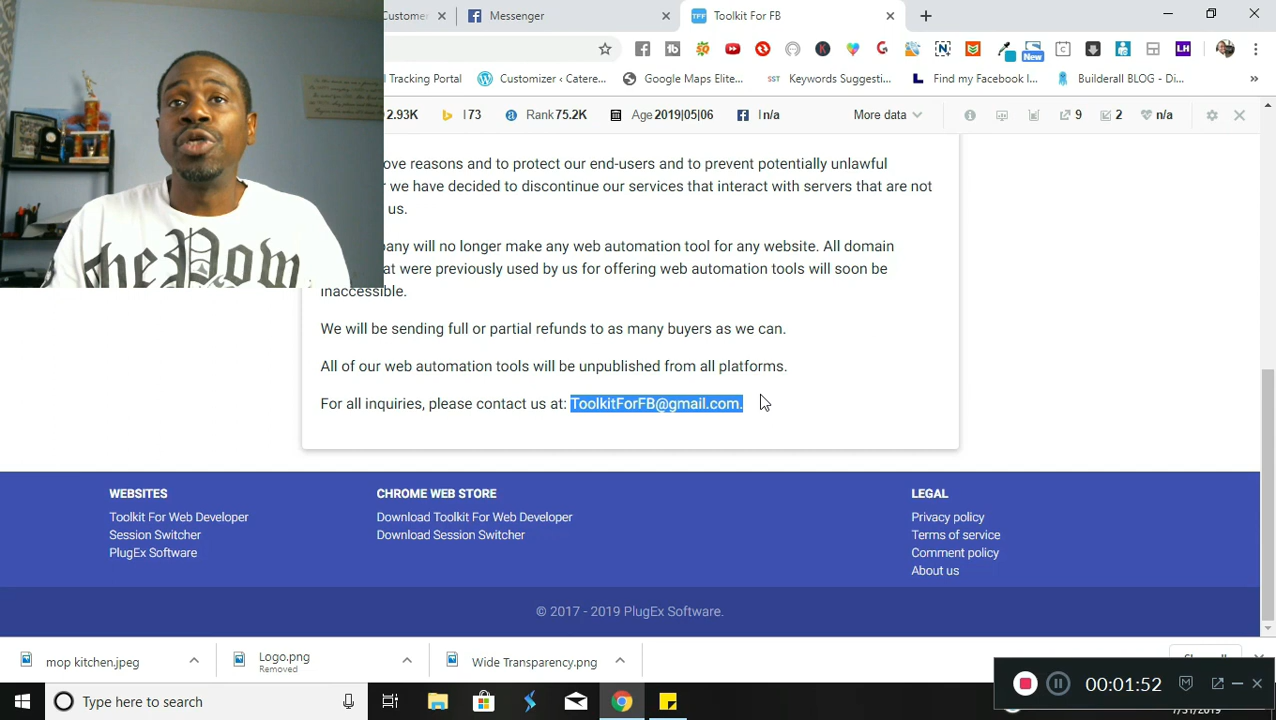 Customer
Messenger
Toolkit For FB
l Tracking Portal
Customizer ‹ Catere...
Google Maps Elite...
SST
Keywords Suggesti...
Find my Facebook I...
Builderall BLOG - Di...
»
New
LH
2.93K
I 73
Rank 75.2K
Age 2019|05|06
I n/a
More data
9
2
n/a
ove reasons and to protect our end-users and to prevent potentially unlawful
r we have decided to discontinue our services that interact with servers that are not
us.
any will no longer make any web automation tool for any website. All domain
at were previously used by us for offering web automation tools will soon be
inaccessible.
We will be sending full or partial refunds to as many buyers as we can.
All of our web automation tools will be unpublished from all platforms.
For all inquiries, please contact us at: ToolkitForFB@gmail.com.
the Pow
WEBSITES
Toolkit For Web Developer
Session Switcher
PlugEx Software
CHROME WEB STORE
Download Toolkit For Web Developer
Download Session Switcher
LEGAL
Privacy policy
Terms of service
Comment policy
About us
© 2017 - 2019 PlugEx Software.
mop kitchen.jpeg
Logo.png
Removed
Wide Transparency.png
00:01:52
Type here to search
7/31/2019